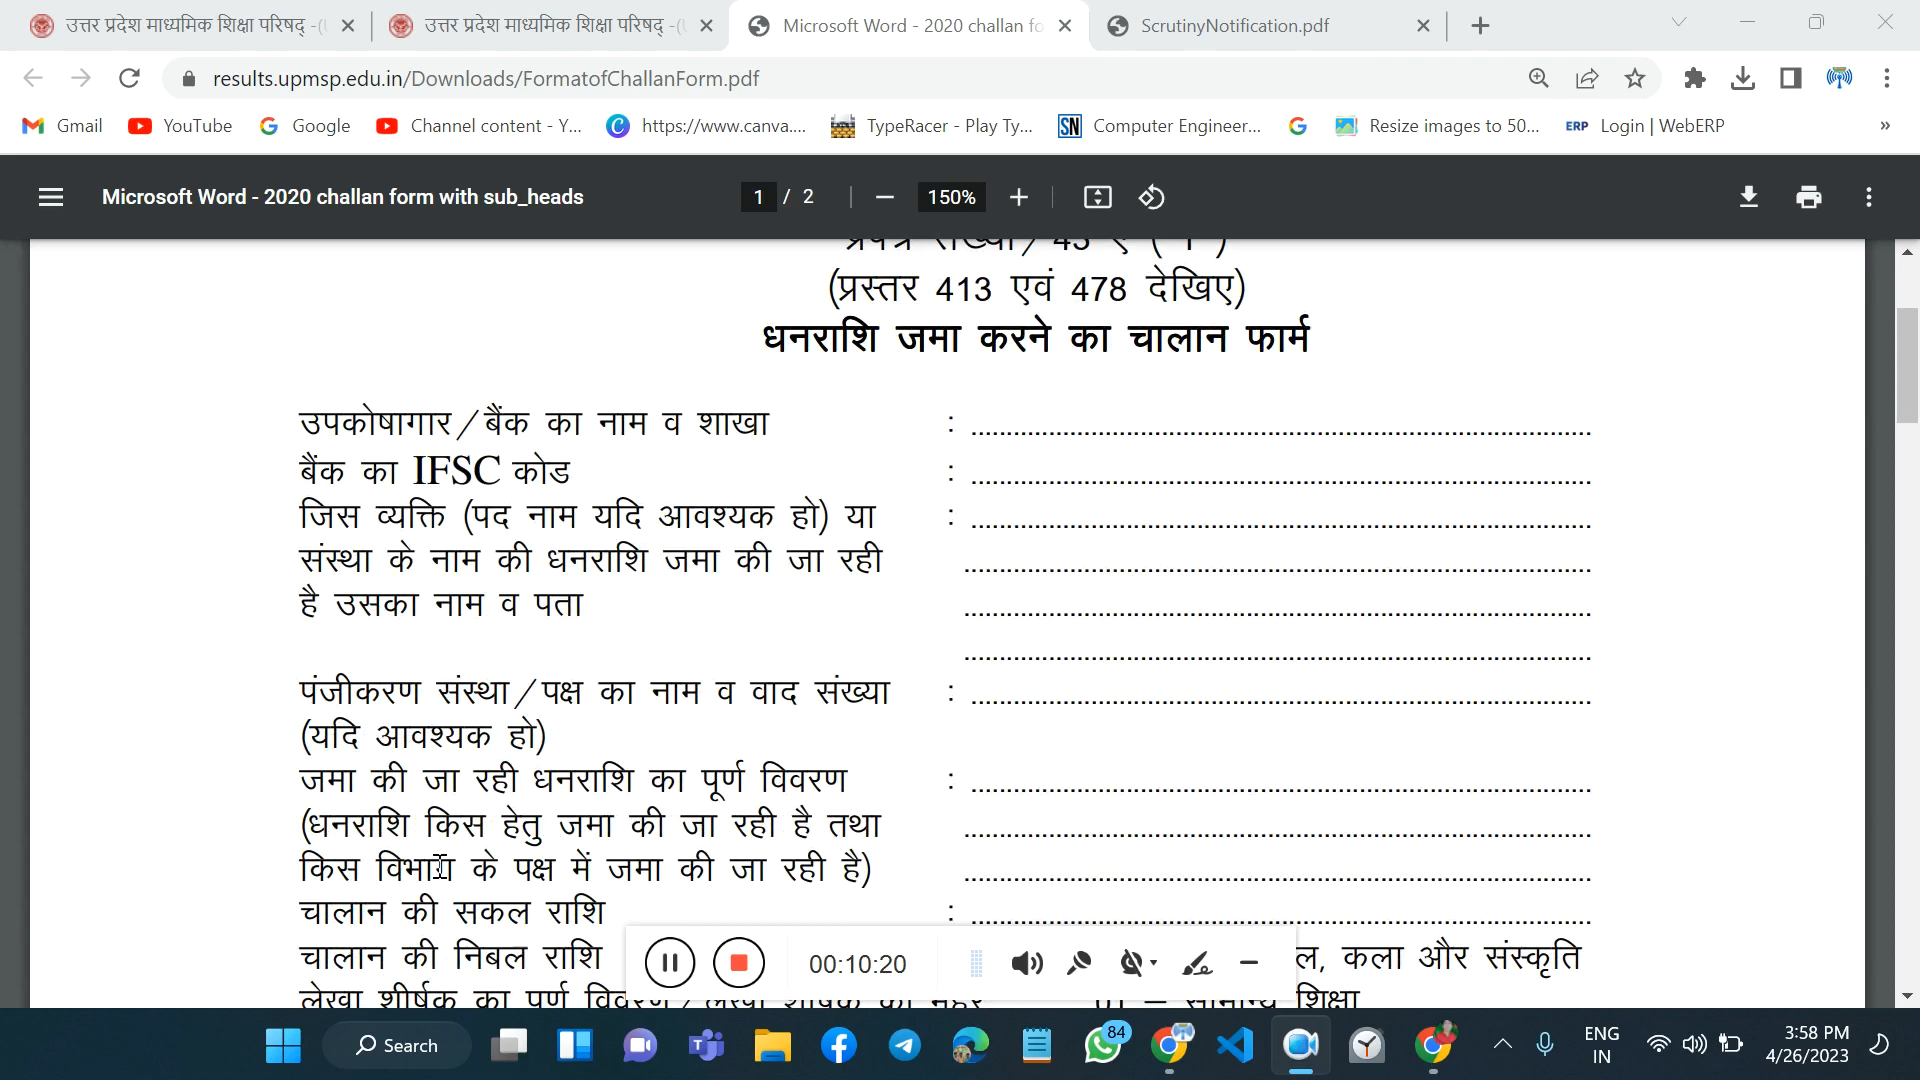 उत्तर प्रदेश माध्यमिक शिक्षा परिषद् -(
उत्तर प्रदेश माध्यमिक शिक्षा परिषद् -(
Microsoft Word - 2020 challan fo
ScrutinyNotification.pdf
results.upmsp.edu.in/Downloads/FormatofChallanForm.pdf
Gmail
YouTube
Google
Channel content - Y...
https://www.canva....
TypeRacer - Play Ty...
SN
Computer Engineer...
Resize images to 50...
ERP
Login | WebERP
Microsoft Word - 2020 challan form with sub_heads
1 / 2
150%
(प्रस्तर 413 एवं 478 देखिए)
धनराशि जमा करने का चालान फार्म
उपकोषागार/बैंक का नाम व शाखा :
बैंक का IFSC कोड :
जिस व्यक्ति (पद नाम यदि आवश्यक हो) या :
संस्था के नाम की धनराशि जमा की जा रही
है उसका नाम व पता
पंजीकरण संस्था/पक्ष का नाम व वाद संख्या :
(यदि आवश्यक हो)
जमा की जा रही धनराशि का पूर्ण विवरण :
(धनराशि किस हेतु जमा की जा रही है तथा
किस विभाग के पक्ष में जमा की जा रही है)
चालान की सकल राशि :
चालान की निबल राशि
ल, कला और संस्कृति
00:10:20
Search
84
ENG
IN
3:58 PM
4/26/2023